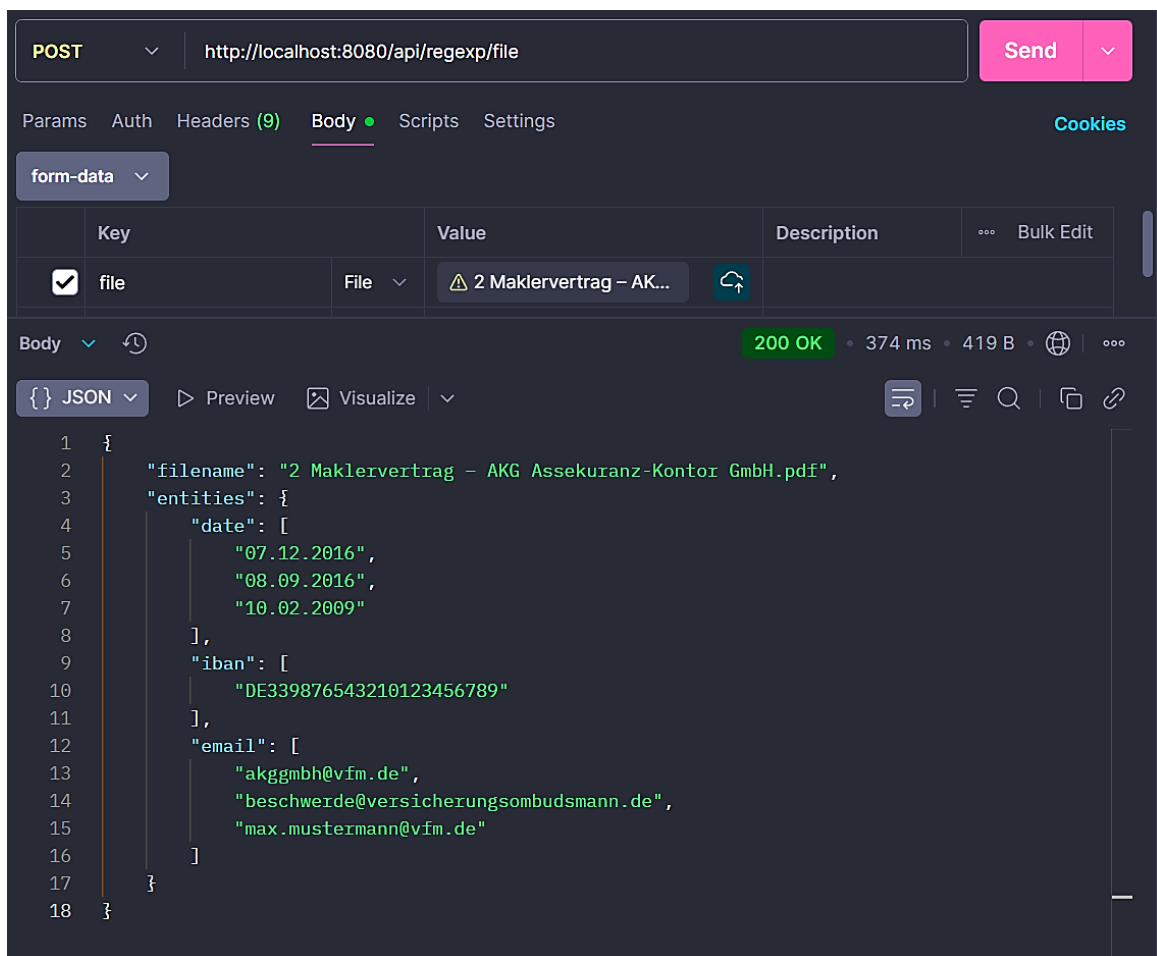 POST http://localhost:8080/api/regexp/file Send
Params Auth Headers (9) Body Scripts Settings Cookies
form-data
Key Value Description Bulk Edit
file File 2 Maklervertrag – AK...
Body 200 OK • 374 ms • 419 B •
{} JSON Preview Visualize
1 {
2 "filename": "2 Maklervertrag – AKG Assekuranz-Kontor GmbH.pdf",
3 "entities": {
4 "date": [
5 "07.12.2016",
6 "08.09.2016",
7 "10.02.2009"
8 ],
9 "iban": [
10 "DE33987654321012345678​9"
11 ],
12 "email": [
13 "akggmbh@vfm.de",
14 "beschwerde@versicherungsombudsmann.de",
15 "max.mustermann@vfm.de"
16 ]
17 }
18 }